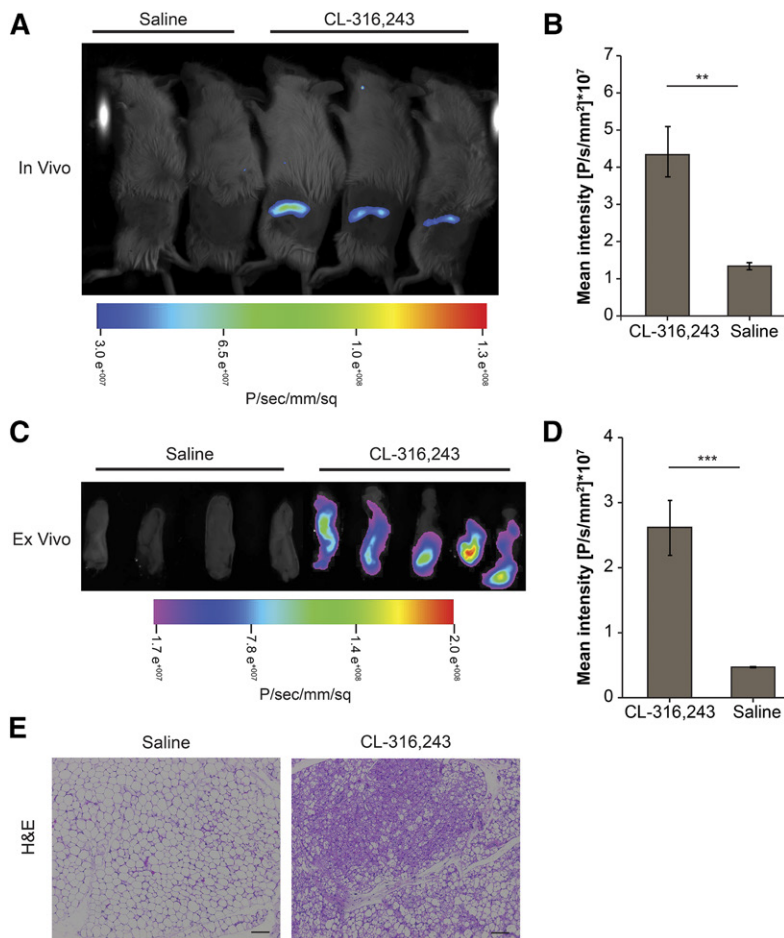 A
Saline
CL-316,243
In Vivo
3.0 e⁺⁰⁰⁷
6.5 e⁺⁰⁰⁷
1.0 e⁺⁰⁰⁸
1.3 e⁺⁰⁰⁸
P/sec/mm/sq
B
Mean intensity [P/s/mm²]*10⁷
7
6
5
4
3
2
1
0
**
CL-316,243
Saline
C
Saline
CL-316,243
Ex Vivo
1.7 e⁺⁰⁰⁷
7.8 e⁺⁰⁰⁷
1.4 e⁺⁰⁰⁸
2.0 e⁺⁰⁰⁸
P/sec/mm/sq
D
Mean intensity [P/s/mm²]*10⁷
4
3
2
1
0
***
CL-316,243
Saline
E
Saline
CL-316,243
H&E